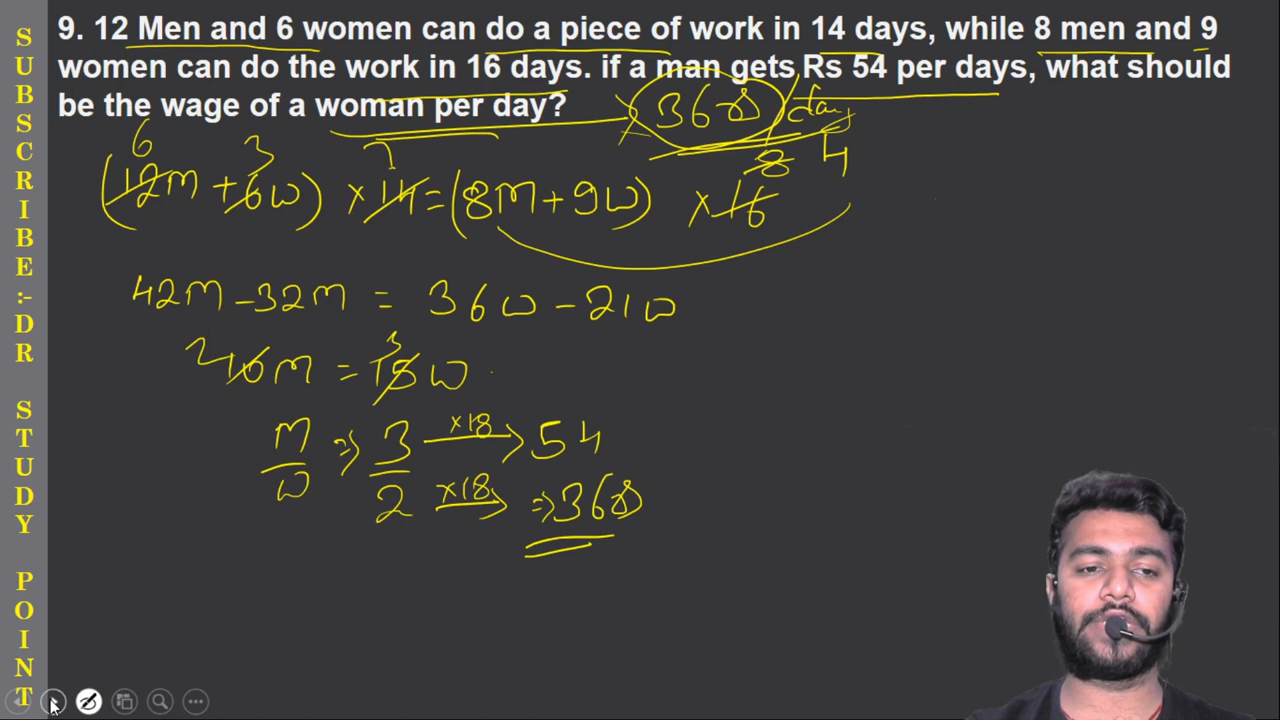 SUBSCRIBE:-DR STUDY POINT
9. 12 Men and 6 women can do a piece of work in 14 days, while 8 men and 9
women can do the work in 16 days. if a man gets Rs 54 per days, what should
be the wage of a woman per day?
36₹/day
6 3 7 8 4
(12M + 6W) × 14 = (8M + 9W) × 16
42M - 32M = 36W - 21W
2 3
10M = 15W
M/W ⇒ 3/2
×18 → 54
×18 → ⇒ 36₹